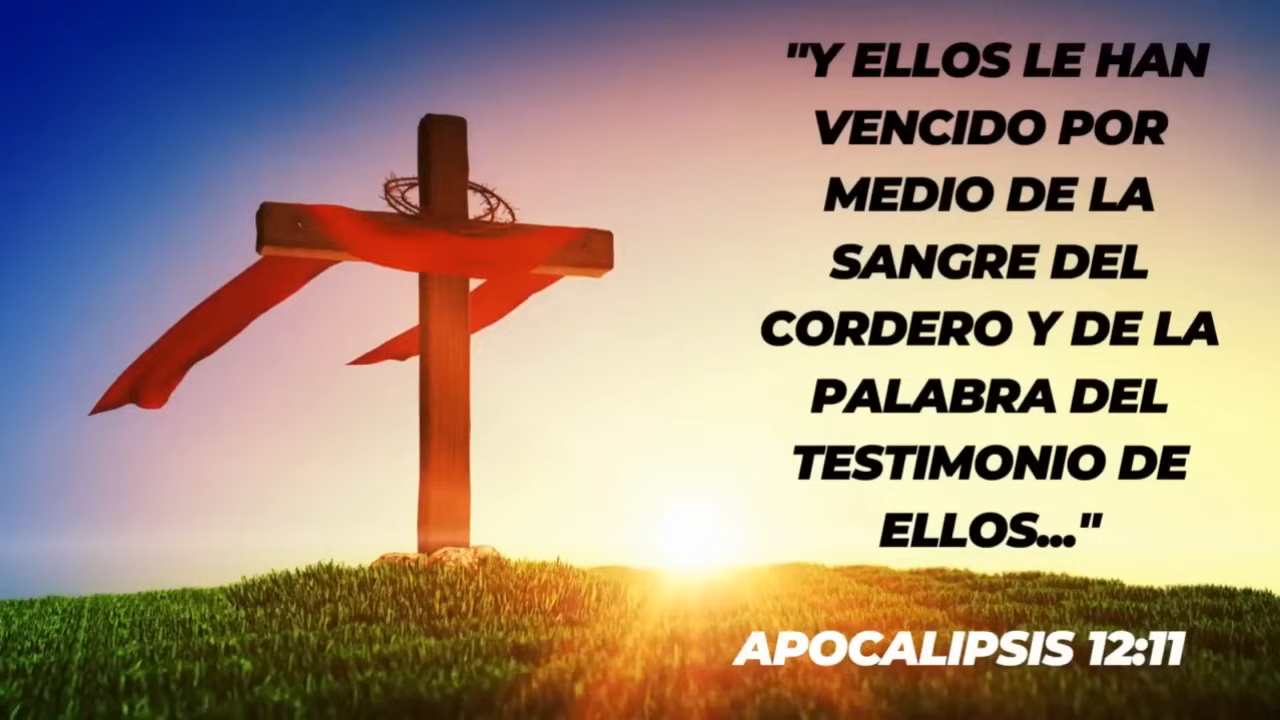 "Y ELLOS LE HAN
VENCIDO POR
MEDIO DE LA
SANGRE DEL
CORDERO Y DE LA
PALABRA DEL
TESTIMONIO DE
ELLOS..."
APOCALIPSIS 12:11